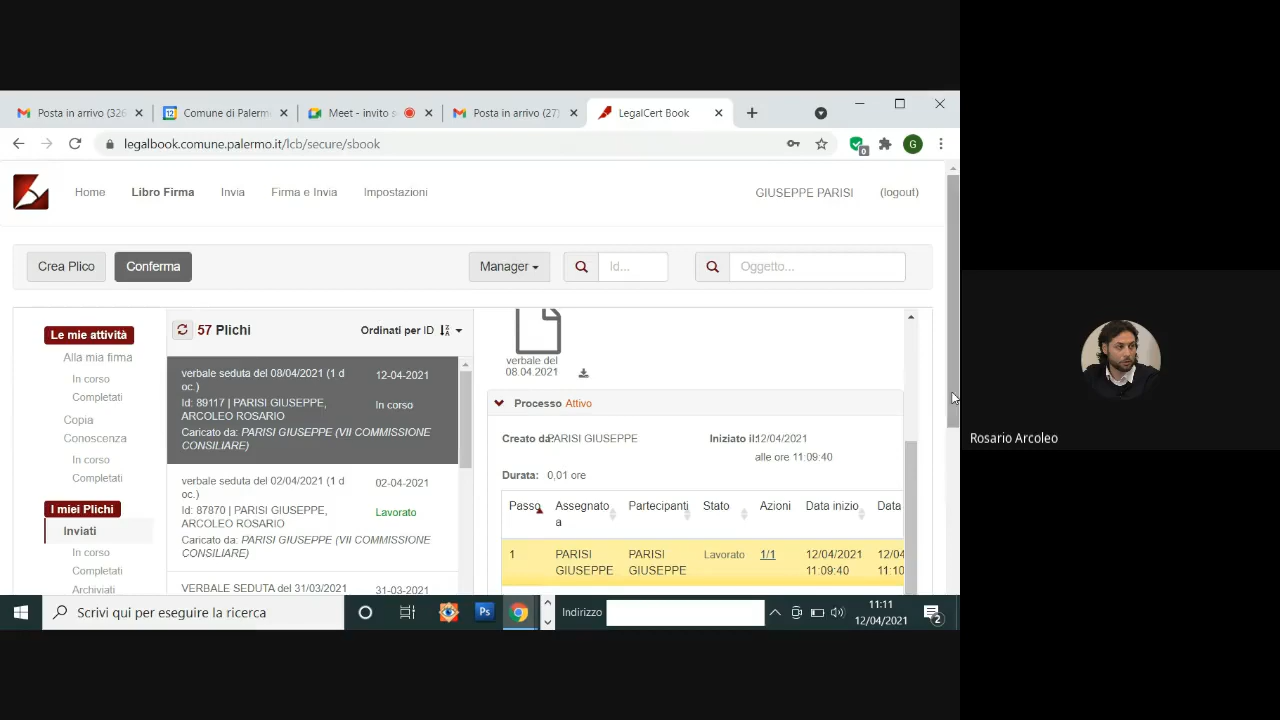 Posta in arrivo (326
Comune di Palermo
Meet - invito s
Posta in arrivo (27)
LegalCert Book
legalbook.comune.palermo.it/lcb/secure/sbook
0
G
Home
Libro Firma
Invia
Firma e Invia
Impostazioni
GIUSEPPE PARISI
(logout)
Crea Plico
Conferma
Manager
Id...
Oggetto...
Le mie attività
Alla mia firma
In corso
Completati
Copia
Conoscenza
In corso
Completati
I miei Plichi
Inviati
In corso
Completati
Archiviati
57 Plichi
Ordinati per ID
verbale seduta del 08/04/2021 (1 d
oc.)
12-04-2021
Id: 89117 | PARISI GIUSEPPE,
ARCOLEO ROSARIO
In corso
Caricato da: PARISI GIUSEPPE (VII COMMISSIONE
CONSILIARE)
verbale seduta del 02/04/2021 (1 d
oc.)
02-04-2021
Id: 87870 | PARISI GIUSEPPE,
ARCOLEO ROSARIO
Lavorato
Caricato da: PARISI GIUSEPPE (VII COMMISSIONE
CONSILIARE)
VERBALE SEDUTA del 31/03/2021
31-03-2021
verbale del
08.04.2021
Processo Attivo
Creato da: PARISI GIUSEPPE
Iniziato il: 12/04/2021
alle ore 11:09:40
Durata: 0,01 ore
Passo
Assegnato
a
Partecipanti
Stato
Azioni
Data inizio
Data
1
PARISI
GIUSEPPE
PARISI
GIUSEPPE
Lavorato
1/1
12/04/2021
11:09:40
12/04
11:10
Scrivi qui per eseguire la ricerca
Ps
Indirizzo
11:11
12/04/2021
2
Rosario Arcoleo